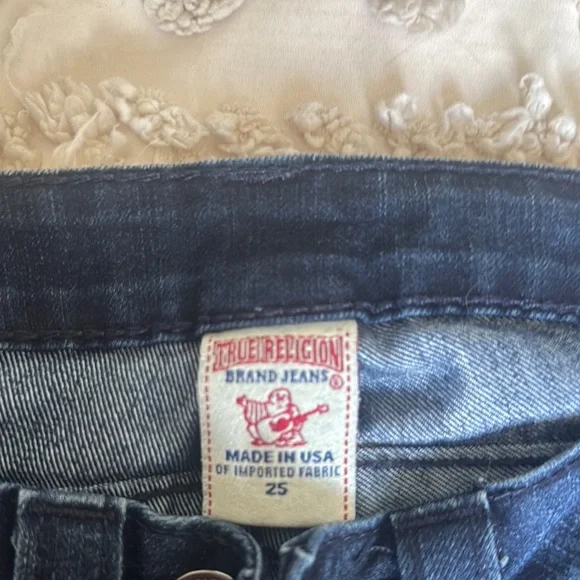 TRUE RELIGION
BRAND JEANS®
MADE IN USA
OF IMPORTED FABRIC
25